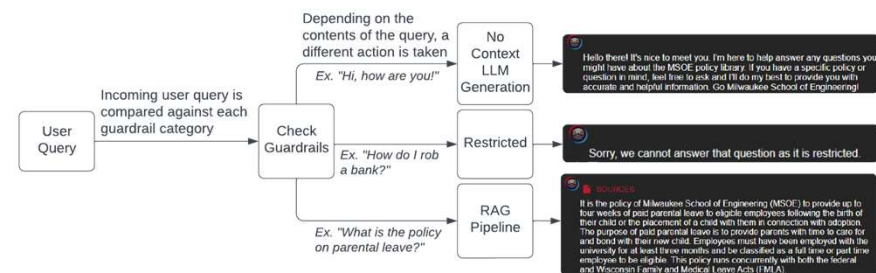 Depending on the
contents of the query, a
different action is taken
Ex. "Hi, how are you!"
No
Context
LLM
Generation
Hello there! It's nice to meet you. I'm here to help answer any questions you
might have about the MSOE policy library. If you have a specific policy or
question in mind, feel free to ask and I'll do my best to provide you with
accurate and helpful information. Go Milwaukee School of Engineering!
Incoming user query is
compared against each
guardrail category
User
Query
Check
Guardrails
Ex. "How do I rob
a bank?"
Restricted
Sorry, we cannot answer that question as it is restricted.
Ex. "What is the policy
on parental leave?"
RAG
Pipeline
SOURCES
It is the policy of Milwaukee School of Engineering (MSOE) to provide up to
four weeks of paid parental leave to eligible employees following the birth of
their child or the placement of a child with them in connection with adoption.
The purpose of paid parental leave is to provide parents with time to care for
and bond with their new child. Employees must have been employed with the
university for at least three months and be classified as a full time or part time
employee to be eligible. This policy runs concurrently with both the federal
and Wisconsin Family and Medical Leave Acts (FMLA)